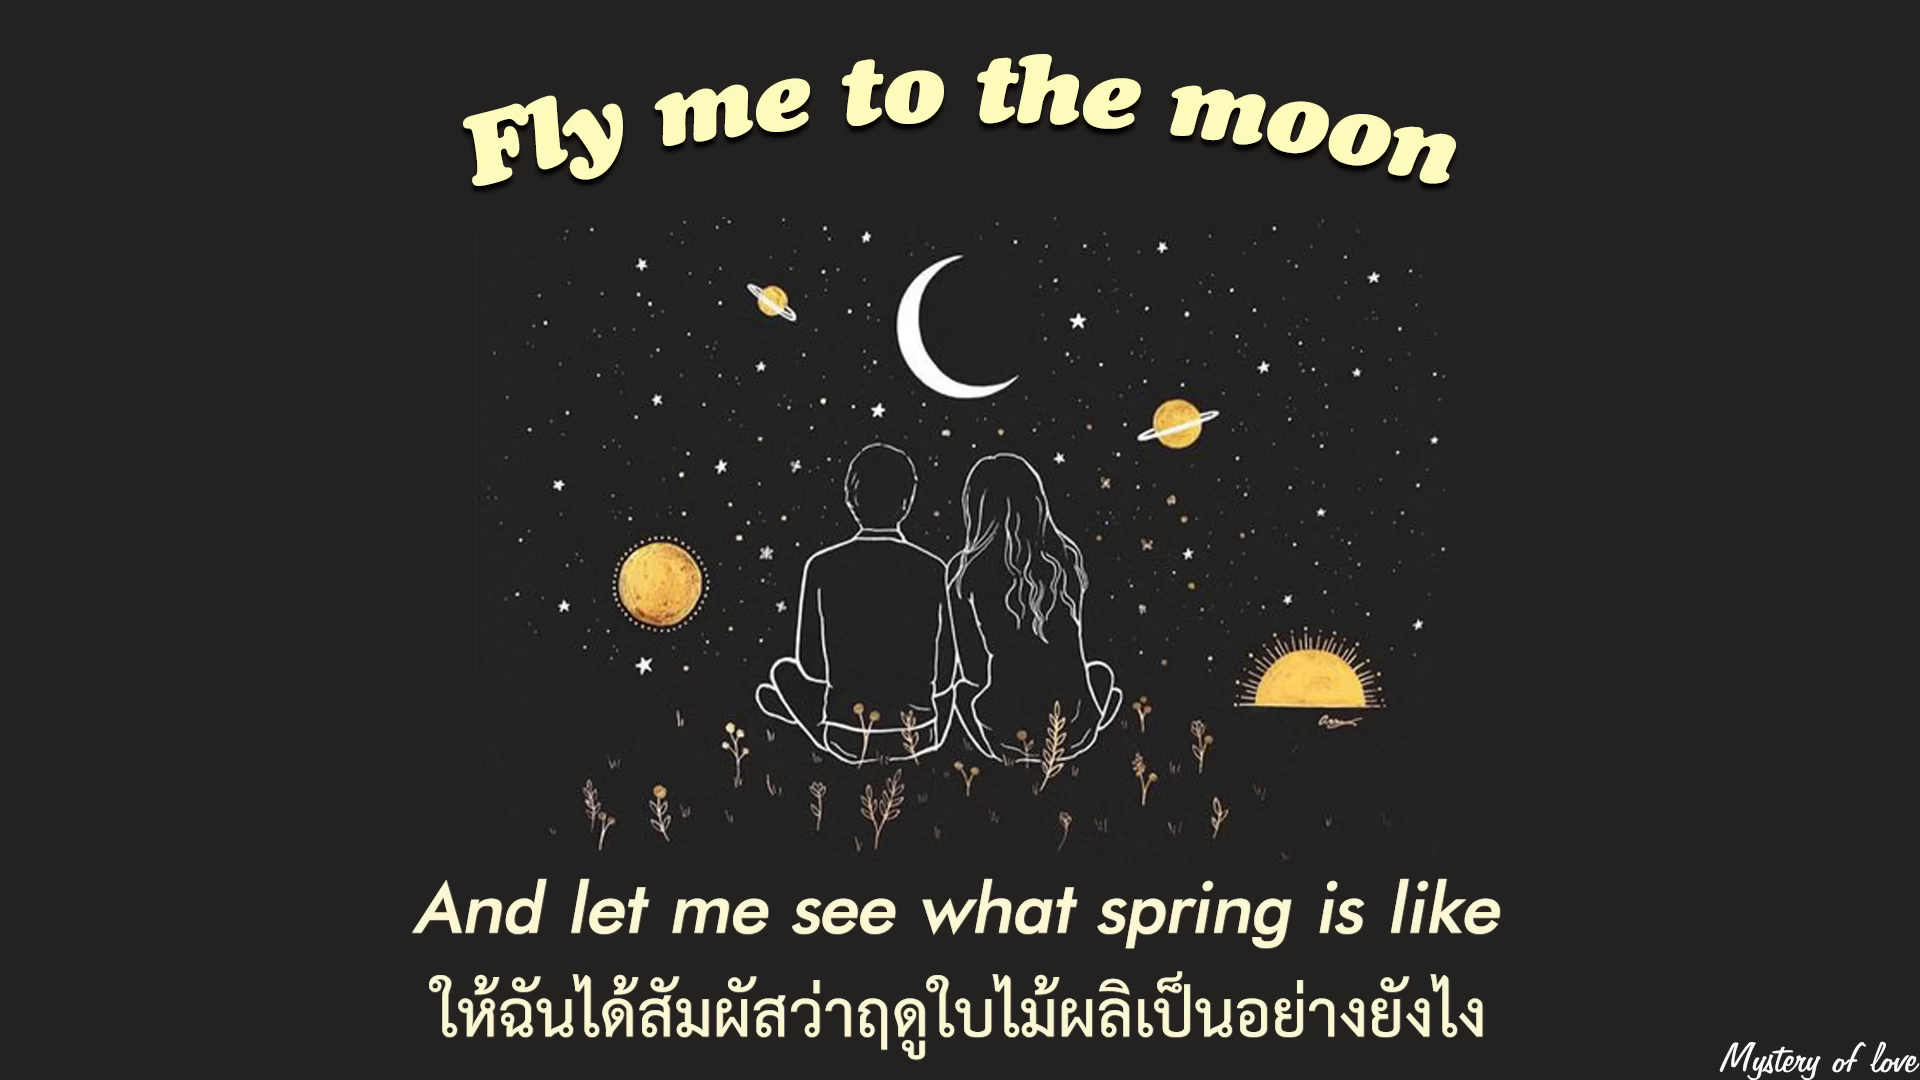 Fly me to the moon
And let me see what spring is like
ให้ฉันได้สัมผัสว่าฤดูใบไม้ผลิเป็นอย่างยังไง
Mystery of love